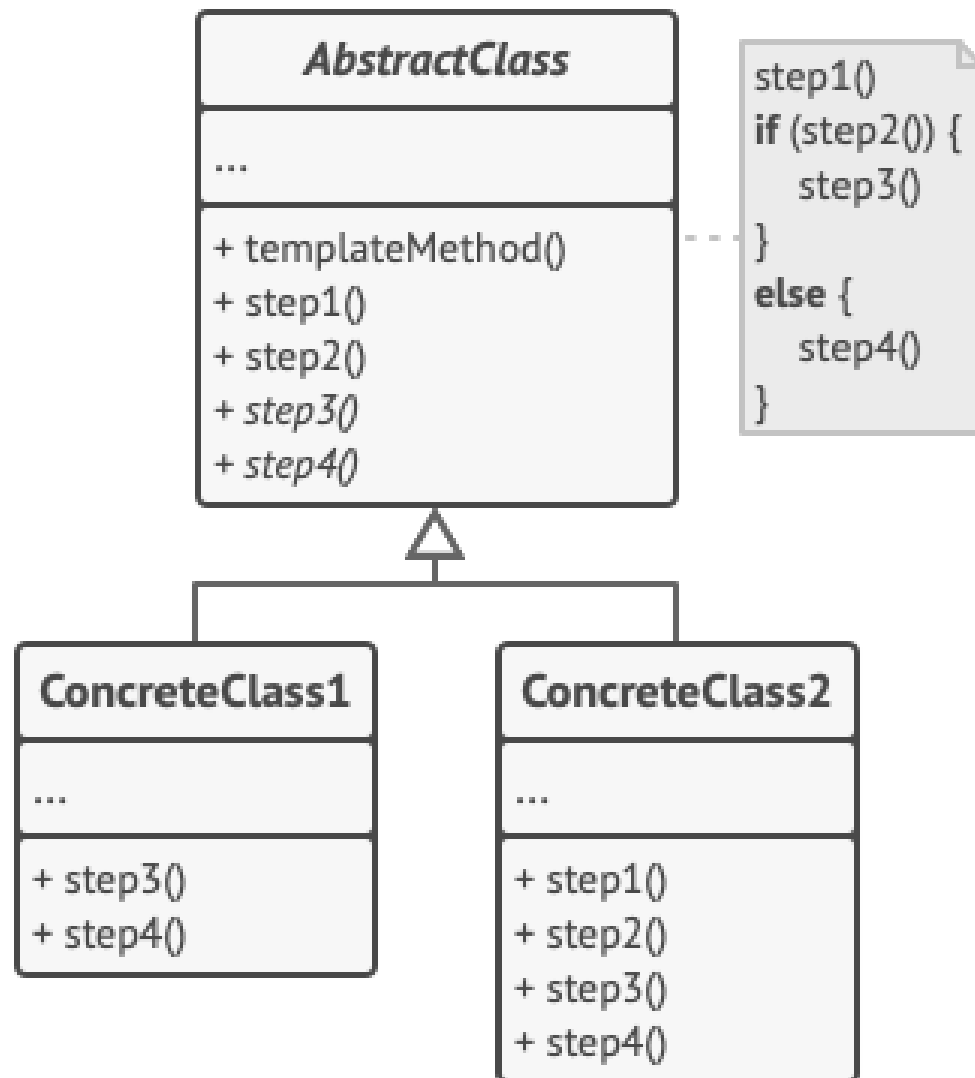 AbstractClass
...
+ templateMethod()
+ step1()
+ step2()
+ step3()
+ step4()
step1()
if (step2()) {
step3()
}
else {
step4()
}
ConcreteClass1
...
+ step3()
+ step4()
ConcreteClass2
...
+ step1()
+ step2()
+ step3()
+ step4()